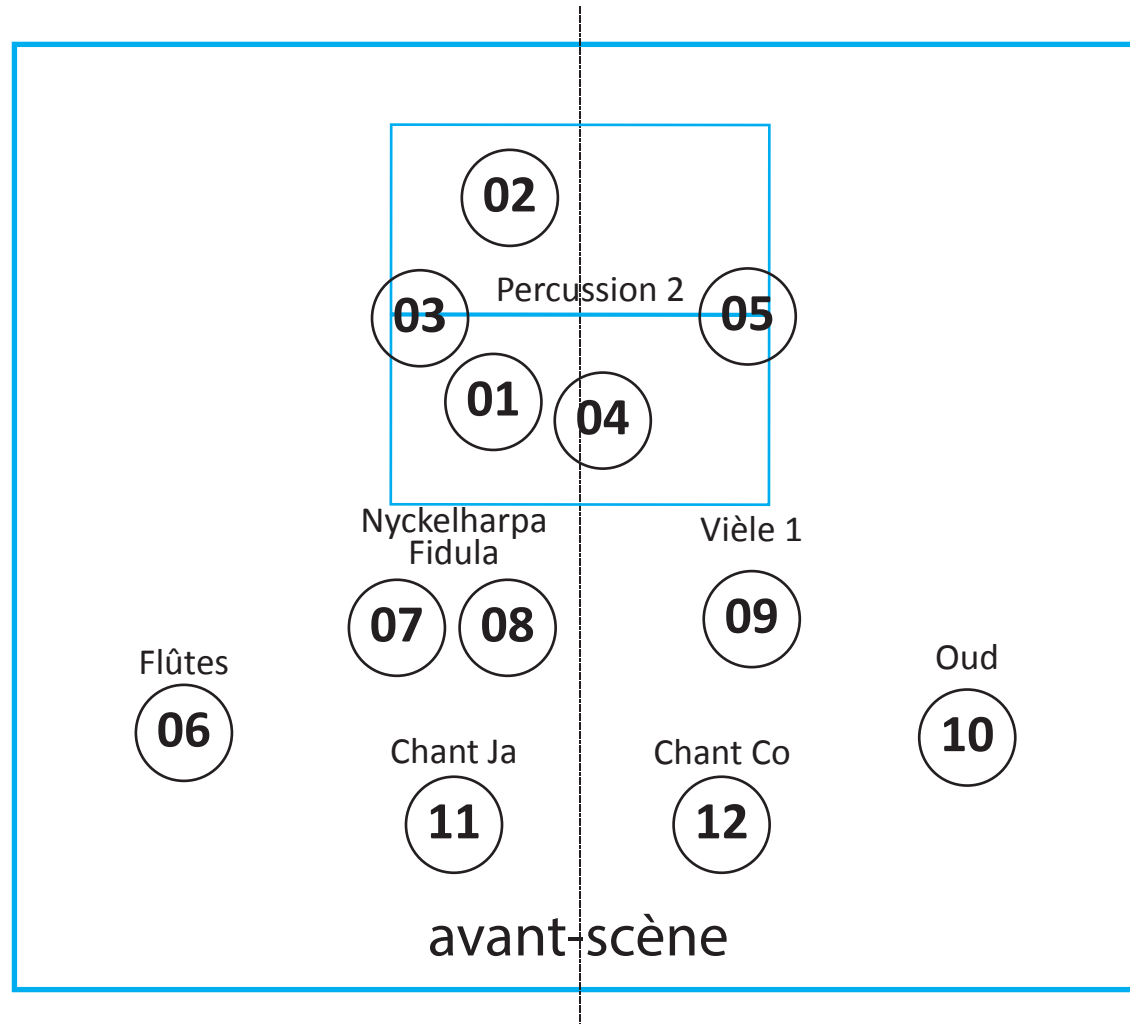 02
Percussion 2
03
05
01
04
Nyckelharpa
Fidula
Vièle 1
07
08
09
Flûtes
Oud
06
10
Chant Ja
Chant Co
11
12
avant-scène